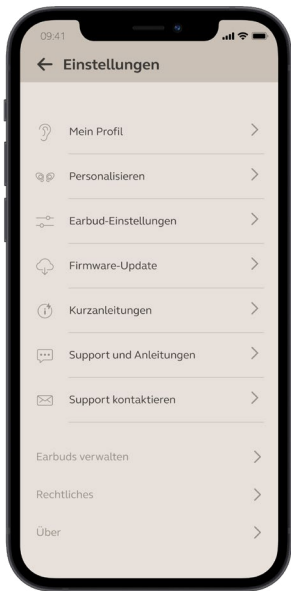 09:41
Einstellungen
Mein Profil
Personalisieren
Earbud-Einstellungen
Firmware-Update
Kurzanleitungen
Support und Anleitungen
Support kontaktieren
Earbuds verwalten
Rechtliches
Über